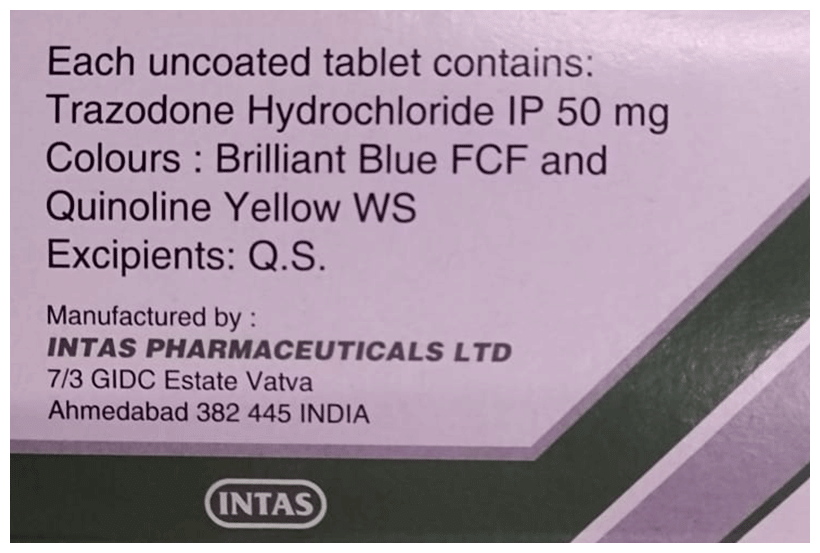 Each uncoated tablet contains:
Trazodone Hydrochloride IP 50 mg
Colours : Brilliant Blue FCF and
Quinoline Yellow WS
Excipients: Q.S.
Manufactured by :
INTAS PHARMACEUTICALS LTD
7/3 GIDC Estate Vatva
Ahmedabad 382 445 INDIA
INTAS